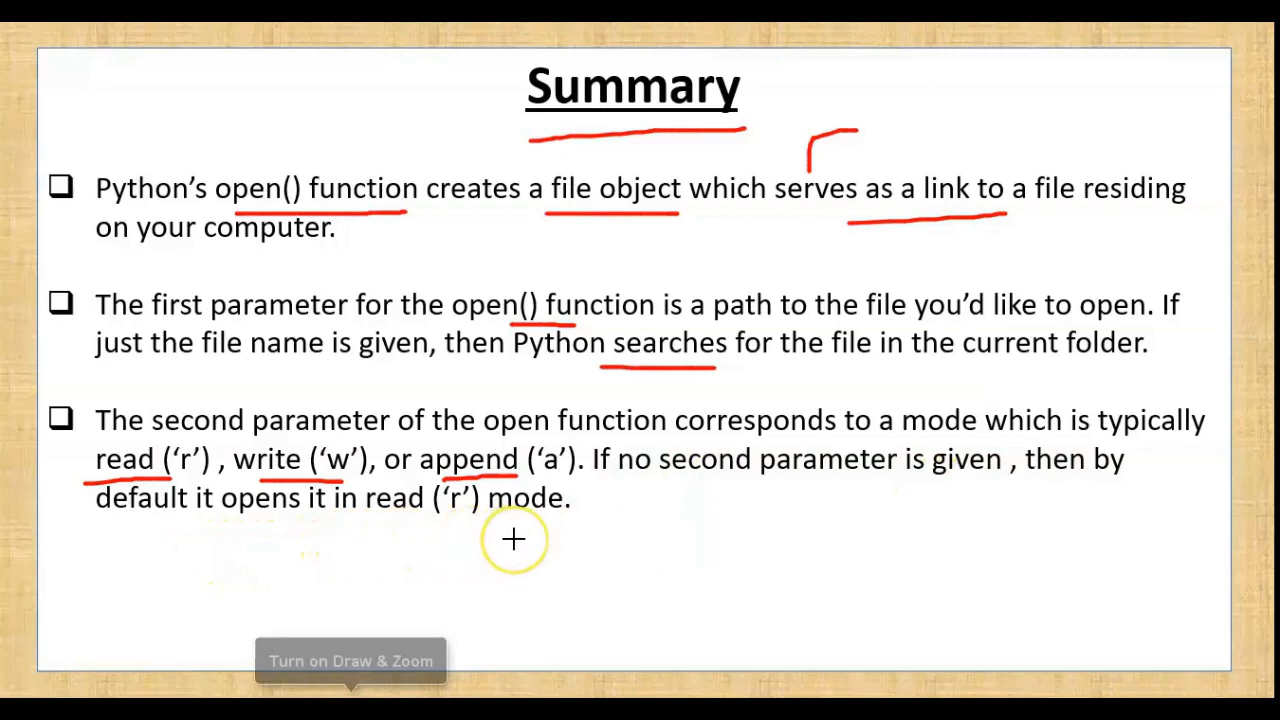 Summary
❑ Python’s open() function creates a file object which serves as a link to a file residing
on your computer.
❑ The first parameter for the open() function is a path to the file you’d like to open. If
just the file name is given, then Python searches for the file in the current folder.
❑ The second parameter of the open function corresponds to a mode which is typically
read (‘r’) , write (‘w’), or append (‘a’). If no second parameter is given , then by
default it opens it in read (‘r’) mode.
Turn on Draw & Zoom